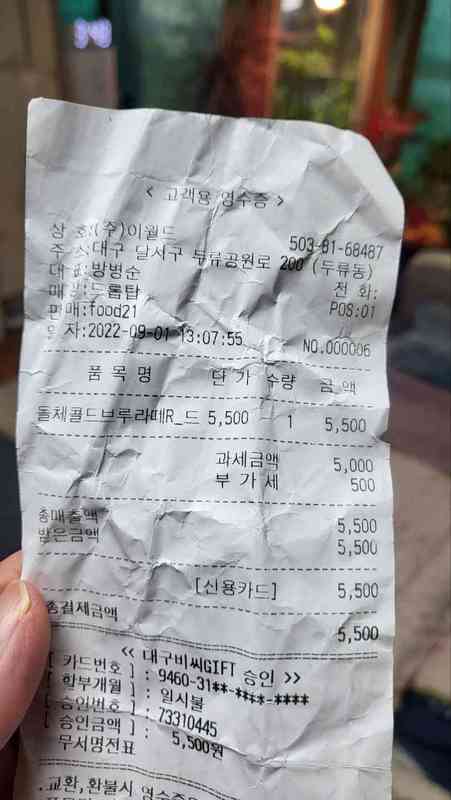 < 고객용 영수증 >
상 호:(주)이월드 503-81-68487
주 소:대구 달서구 두류공원로 200 (두류동)
대 표:방병순 전 화:
매 장:드롭탑 POS:01
판 매:food21
일 자:2022-09-01 13:07:55 NO.000006
품 목 명 단 가 수량 금 액
돌체콜드브루라떼R_드 5,500 1 5,500
과세금액 5,000
부 가 세 500
총매출액 5,500
받은금액 5,500
[신용카드] 5,500
총결제금액 5,500
<< 대구비씨GIFT 승인 >>
[ 카드번호 ] : 9460-31**-****-****
[ 할부개월 ] : 일시불
[ 승인번호 ] : 73310445
[ 승인금액 ] : 5,500원
무서명전표
.교환,환불시 영수증